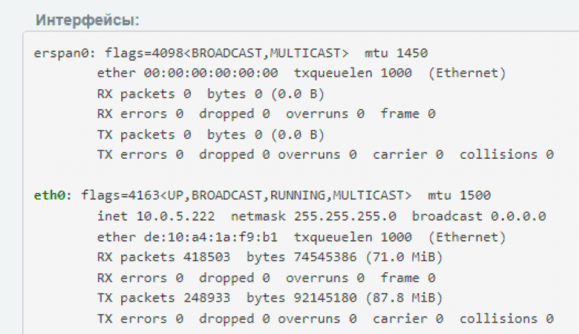 Интерфейсы:
erspan0: flags=4098<BROADCAST,MULTICAST>  mtu 1450
        ether 00:00:00:00:00:00  txqueuelen 1000  (Ethernet)
        RX packets 0  bytes 0 (0.0 B)
        RX errors 0  dropped 0  overruns 0  frame 0
        TX packets 0  bytes 0 (0.0 B)
        TX errors 0  dropped 0 overruns 0  carrier 0  collisions 0

eth0: flags=4163<UP,BROADCAST,RUNNING,MULTICAST>  mtu 1500
        inet 10.0.5.222  netmask 255.255.255.0  broadcast 0.0.0.0
        ether de:10:a4:1a:f9:b1  txqueuelen 1000  (Ethernet)
        RX packets 418503  bytes 74545386 (71.0 MiB)
        RX errors 0  dropped 0  overruns 0  frame 0
        TX packets 248933  bytes 92145180 (87.8 MiB)
        TX errors 0  dropped 0 overruns 0  carrier 0  collisions 0